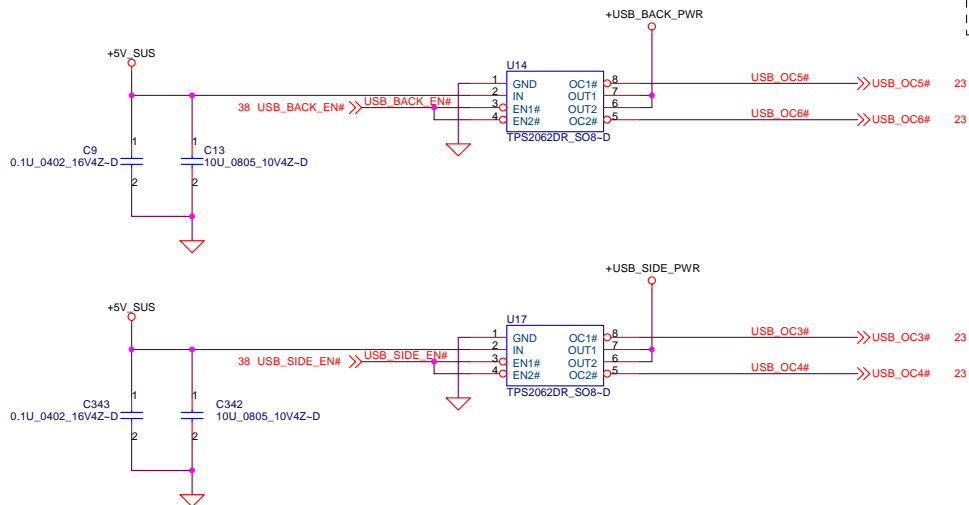 +USB_BACK_PWR
+5V_SUS
U14
1 GND OC1# 8 USB_OC5# USB_OC5# 23
2 IN OUT1 7
38 USB_BACK_EN# USB_BACK_EN# 3 EN1# OUT2 6
4 EN2# OC2# 5 USB_OC6# USB_OC6# 23
TPS2062DR_SO8~D
1 1
C9 C13
0.1U_0402_16V4Z~D 10U_0805_10V4Z~D
2 2
+USB_SIDE_PWR
+5V_SUS
U17
1 GND OC1# 8 USB_OC3# USB_OC3# 23
2 IN OUT1 7
38 USB_SIDE_EN# USB_SIDE_EN# 3 EN1# OUT2 6
4 EN2# OC2# 5 USB_OC4# USB_OC4# 23
TPS2062DR_SO8~D
1 1
C343 C342
0.1U_0402_16V4Z~D 10U_0805_10V4Z~D
2 2